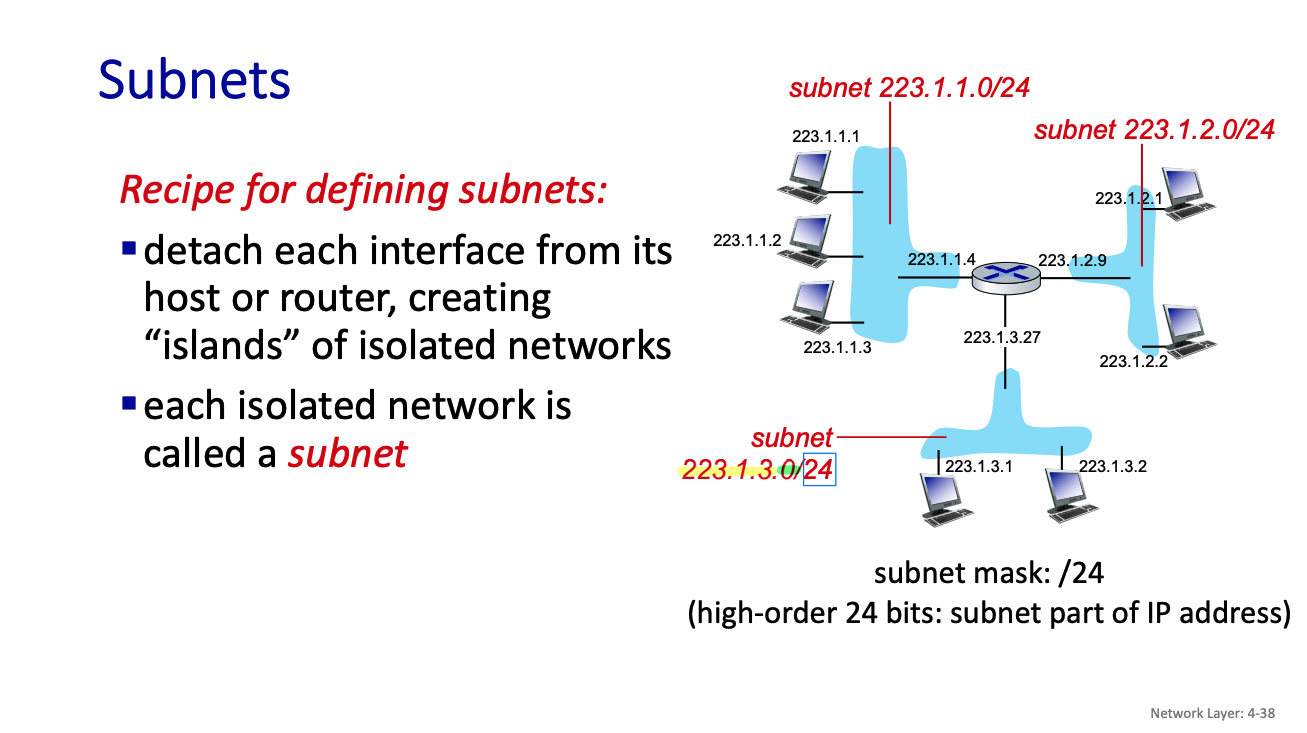 Subnets
Recipe for defining subnets:
detach each interface from its
host or router, creating
“islands” of isolated networks
each isolated network is
called a subnet
subnet 223.1.1.0/24
subnet 223.1.2.0/24
223.1.1.1
223.1.2.1
223.1.1.2
223.1.1.4
223.1.2.9
223.1.3.27
223.1.1.3
223.1.2.2
subnet
223.1.3.0/24
223.1.3.1
223.1.3.2
subnet mask: /24
(high-order 24 bits: subnet part of IP address)
Network Layer: 4-38